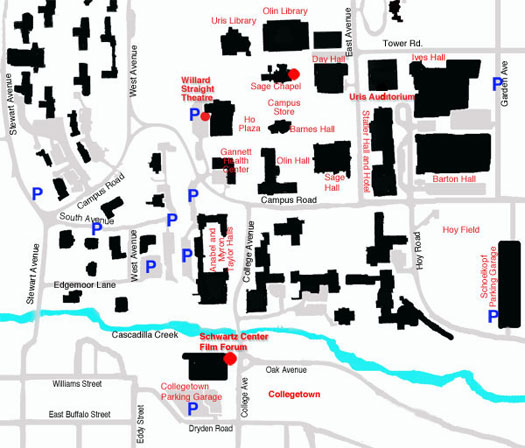 Olin Library
Uris Library
East Avenue
Tower Rd.
West Avenue
Day Hall
Ives Hall
Stewart Avenue
Willard
Straight
Theatre
Sage Chapel
Garden Ave
P
P
Uris Auditorium
Campus
Store
Ho
Plaza
Barnes Hall
Statler Hall and Hotel
Gannett
Health
Center
Olin Hall
Sage
Hall
Barton Hall
P
P
Campus Road
Campus Road
South Avenue
P
P
Anabel and
Myron
Taylor Halls
College Avenue
Hoy Road
Hoy Field
West Avenue
P
P
Stewart Avenue
Edgemoor Lane
Schoellkopf
Parking Garage
P
Cascadilla Creek
Schwartz Center
Film Forum
Oak Avenue
Williams Street
Collegetown
Parking Garage
P
College Ave
Collegetown
East Buffalo Street
Eddy Street
Dryden Road